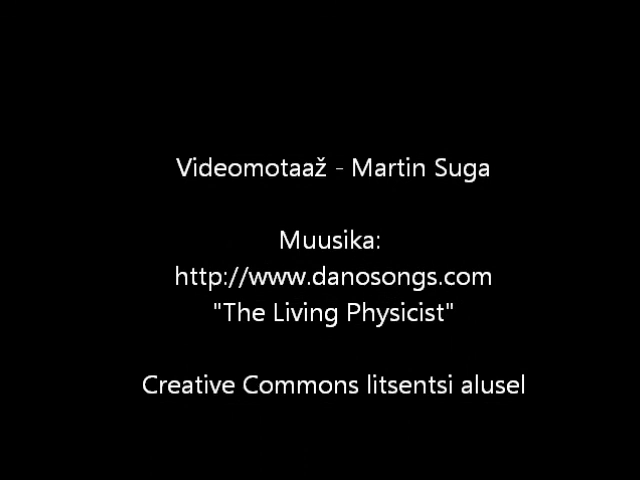 Videomotaaž - Martin Suga
Muusika:
http://www.danosongs.com
"The Living Physicist"
Creative Commons litsentsi alusel